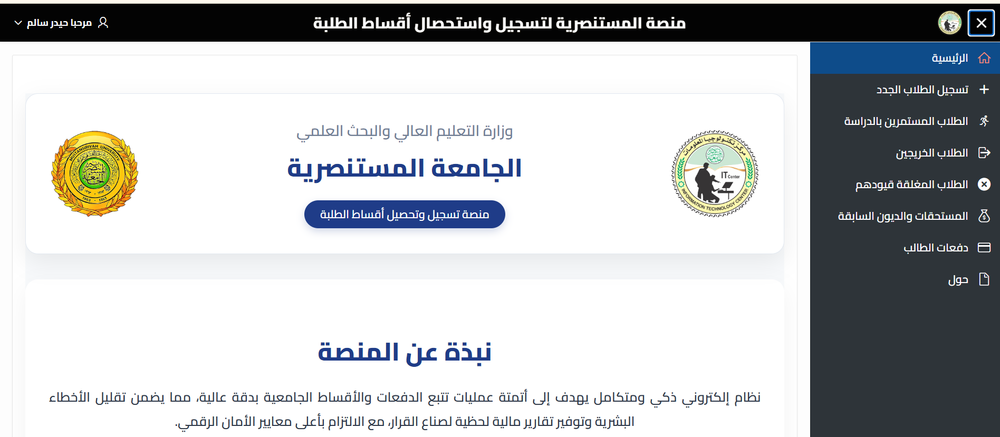 منصة المستنصرية لتسجيل واستحصال أقساط الطلبة
مرحبا حيدر سالم
الرئيسية
تسجيل الطلاب الجدد
الطلاب المستمرين بالدراسة
الطلاب الخريجين
الطلاب المغلقة قيودهم
المستحقات والديون السابقة
دفعات الطالب
حول
وزارة التعليم العالي والبحث العلمي
الجامعة المستنصرية
منصة تسجيل وتحصيل أقساط الطلبة
مركز تكنولوجيا المعلومات
IT Center
INFORMATION TECHNOLOGY CENTER
MUSTANSIRIYAH UNIVERSITY
1963 - 1383
نبذة عن المنصة
نظام إلكتروني ذكي ومتكامل يهدف إلى أتمتة عمليات تتبع الدفعات والأقساط الجامعية بدقة عالية، مما يضمن تقليل الأخطاء
البشرية وتوفير تقارير مالية لحظية لصناع القرار، مع الالتزام بأعلى معايير الأمان الرقمي.